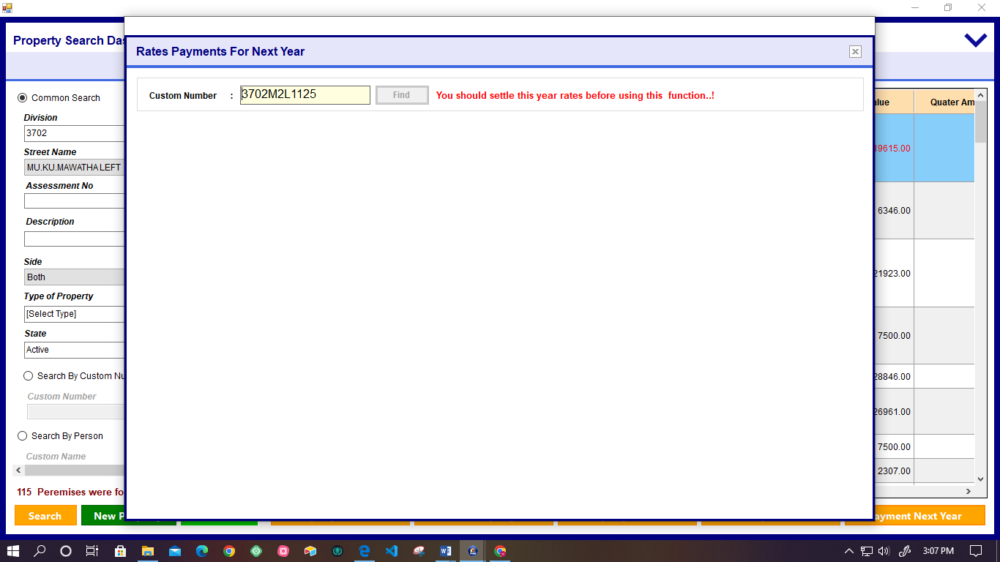 Property Search Das
Rates Payments For Next Year
Custom Number : 3702M2L1125 Find You should settle this year rates before using this function..!
Common Search
Division
3702
Street Name
MU.KU.MAWATHA LEFT
Assessment No
Description
Side
Both
Type of Property
[Select Type]
State
Active
Search By Custom Nu
Custom Number
Search By Person
Custom Name
115 Peremises were fo
Search
New P
lue Quater Am
19615.00
6346.00
21923.00
7500.00
28846.00
26961.00
7500.00
2307.00
ayment Next Year
3:07 PM